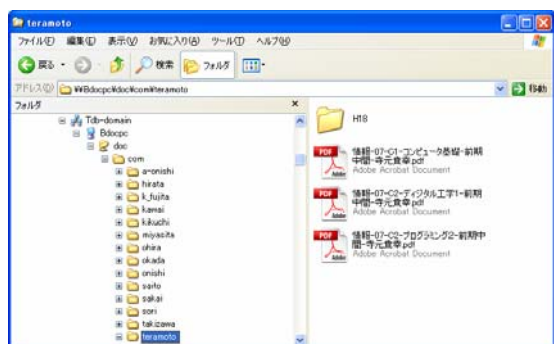 teramoto
ファイル(F) 編集(E) 表示(V) お気に入り(A) ツール(T) ヘルプ(H)
戻る 検索 フォルダ
アドレス(D) ¥¥Bdocpc¥doc¥com¥teramoto 移動
フォルダ
Tdb-domain
Bdocpc
doc
com
a-onishi
hirata
k_fujita
kamai
kikuchi
miyasita
ohira
okada
onishi
saito
sakai
sori
takizawa
teramoto
H18
情報-07-C1-コンピュータ基礎-前期
中間-寺元貴幸.pdf
Adobe Acrobat Document
情報-07-C2-ディジタル工学1-前期
中間-寺元貴幸.pdf
Adobe Acrobat Document
情報-07-C2-プログラミング2-前期中
間-寺元貴幸.pdf
Adobe Acrobat Document